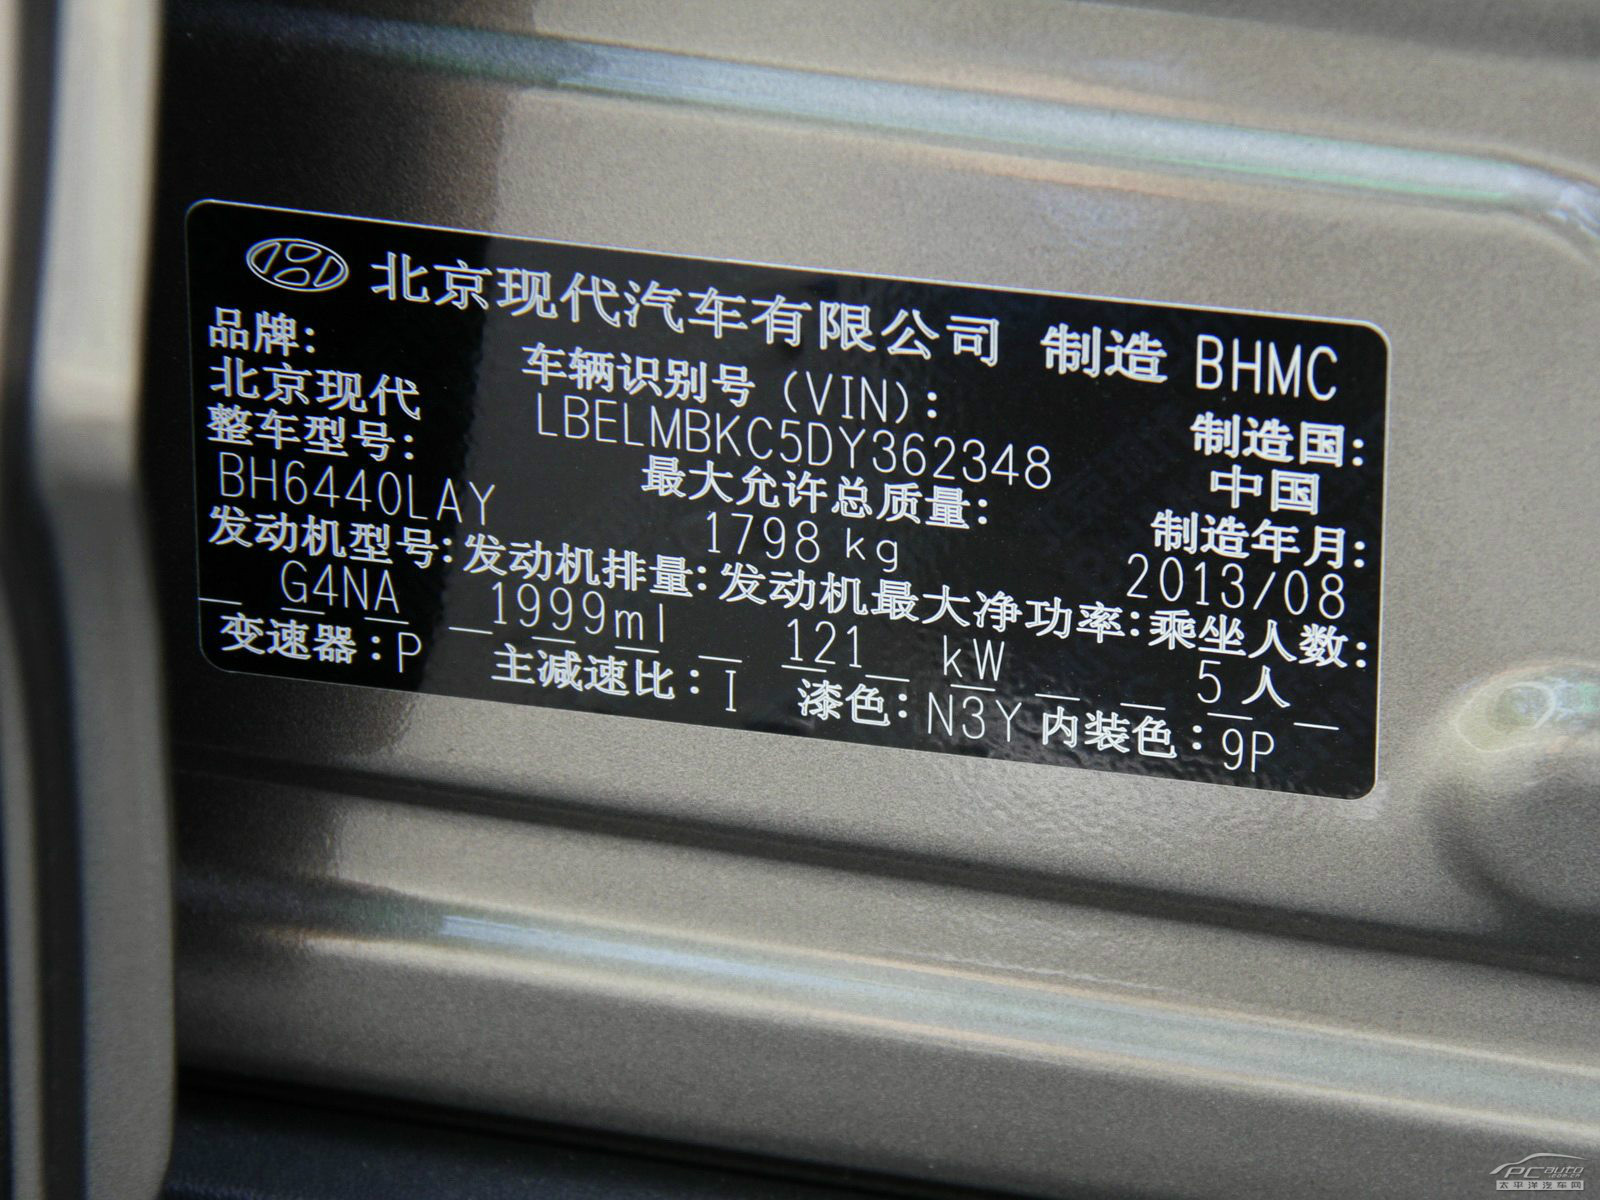 北京现代汽车有限公司 制造 BHMC
品牌: 车辆识别号 (VIN): 制造国:
北京现代 LBELMBKC5DY362348 中国
整车型号: 最大允许总质量: 制造年月:
BH6440LAY 1798 kg 2013/08
发动机型号: 发动机排量: 发动机最大净功率: 乘坐人数:
G4NA 1999ml 121 kW 5 人
变速器: P 主减速比: I 漆色: N3Y 内装色: 9P
PCauto
太平洋汽车网